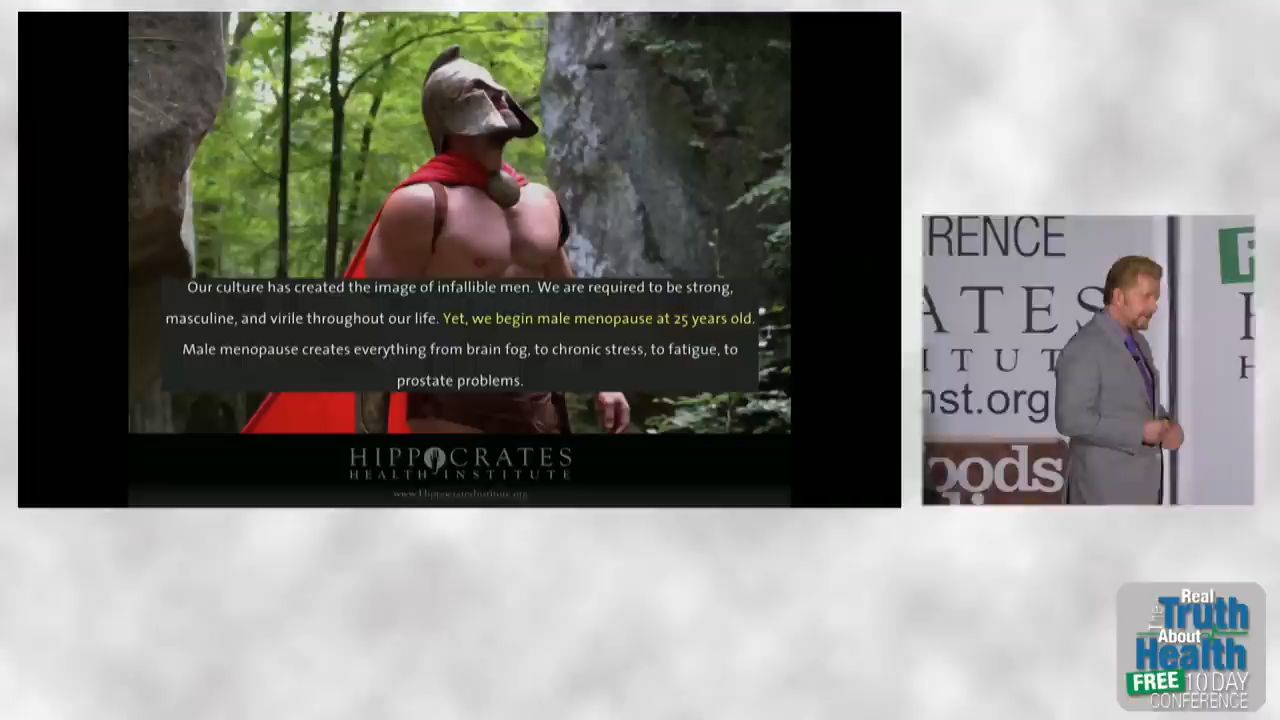 Our culture has created the image of infallible men. We are required to be strong,
masculine, and virile throughout our life. Yet, we begin male menopause at 25 years old.
Male menopause creates everything from brain fog, to chronic stress, to fatigue, to
prostate problems.
HIPPOCRATES
HEALTH INSTITUTE
www.HippocratesInstitute.org
RENCE
ATES
ITUT
nst.org
oods
H
The
Real
Truth
About
Health
FREE 10 DAY
CONFERENCE